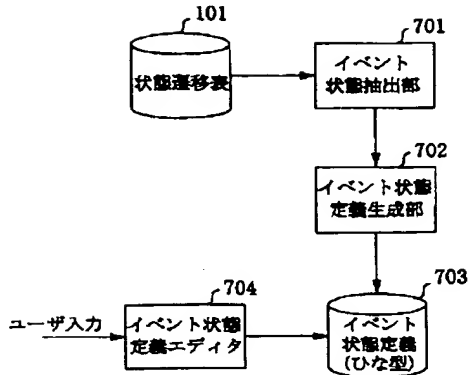 101
状態遷移表
701
イベント
状態抽出部
702
イベント状態
定義生成部
703
イベント
状態定義
(ひな型)
704
イベント状態
定義エディタ
ユーザ入力